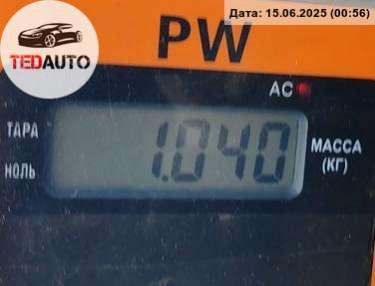 Дата: 15.06.2025 (00:56)
TEDAUTO
PW
AC
ТАРА
НОЛЬ
1.040
МАССА
(КГ)